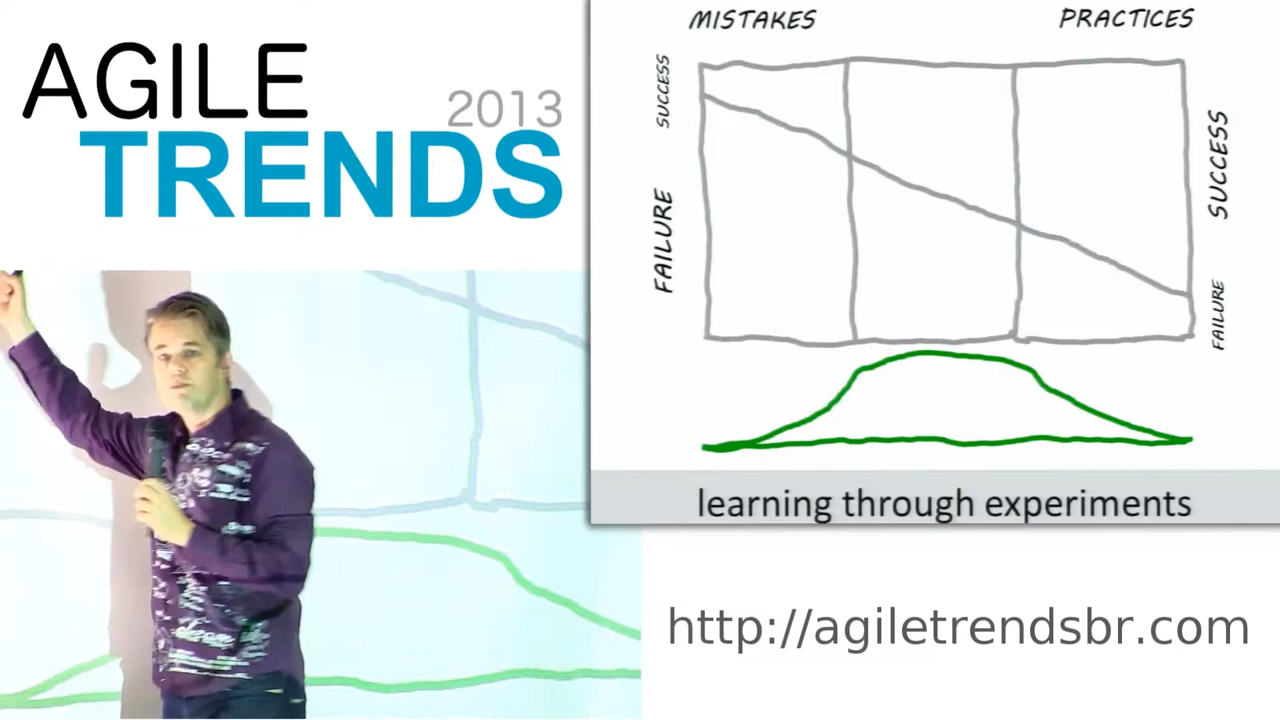 AGILE
2013
TRENDS
MISTAKES
PRACTICES
SUCCESS
FAILURE
SUCCESS
FAILURE
learning through experiments
http://agiletrendsbr.com